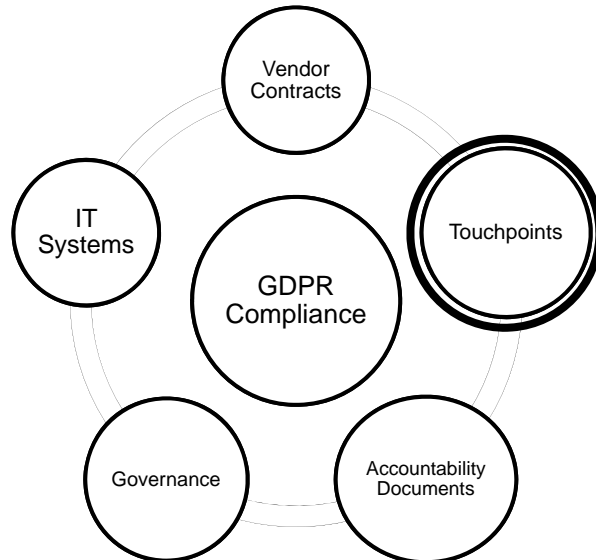 Vendor
Contracts
Touchpoints
IT
Systems
GDPR
Compliance
Governance
Accountability
Documents